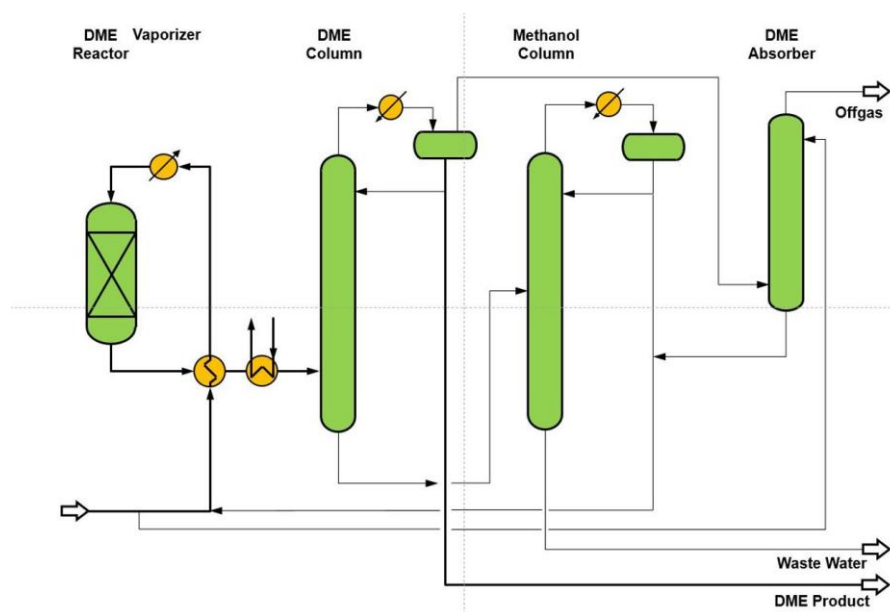 DME Reactor
Vaporizer
DME Column
Methanol Column
DME Absorber
Offgas
Waste Water
DME Product